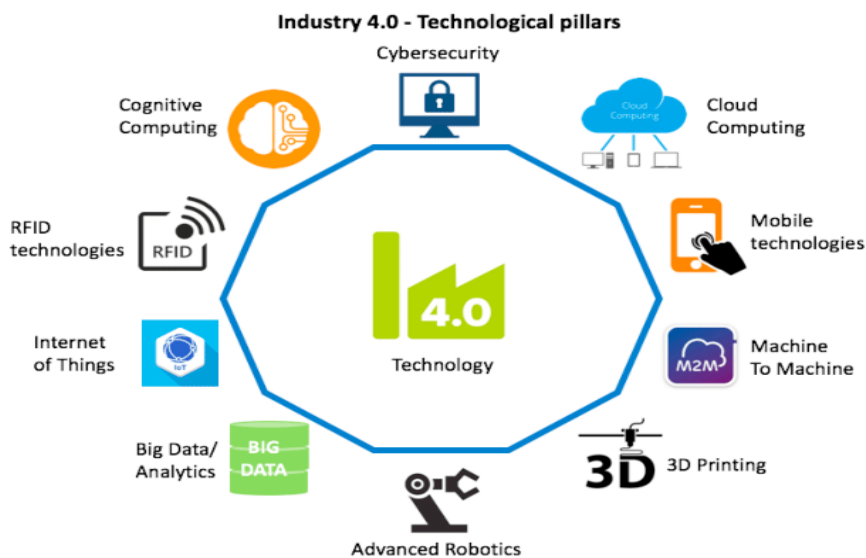 Industry 4.0 - Technological pillars
Cybersecurity
Cognitive
Computing
Cloud
Computing
Cloud
Computing
RFID
technologies
RFID
Mobile
technologies
4.0
Technology
Internet
of Things
IoT
M2M
Machine
To Machine
Big Data/
Analytics
BIG
DATA
3D
3D Printing
Advanced Robotics